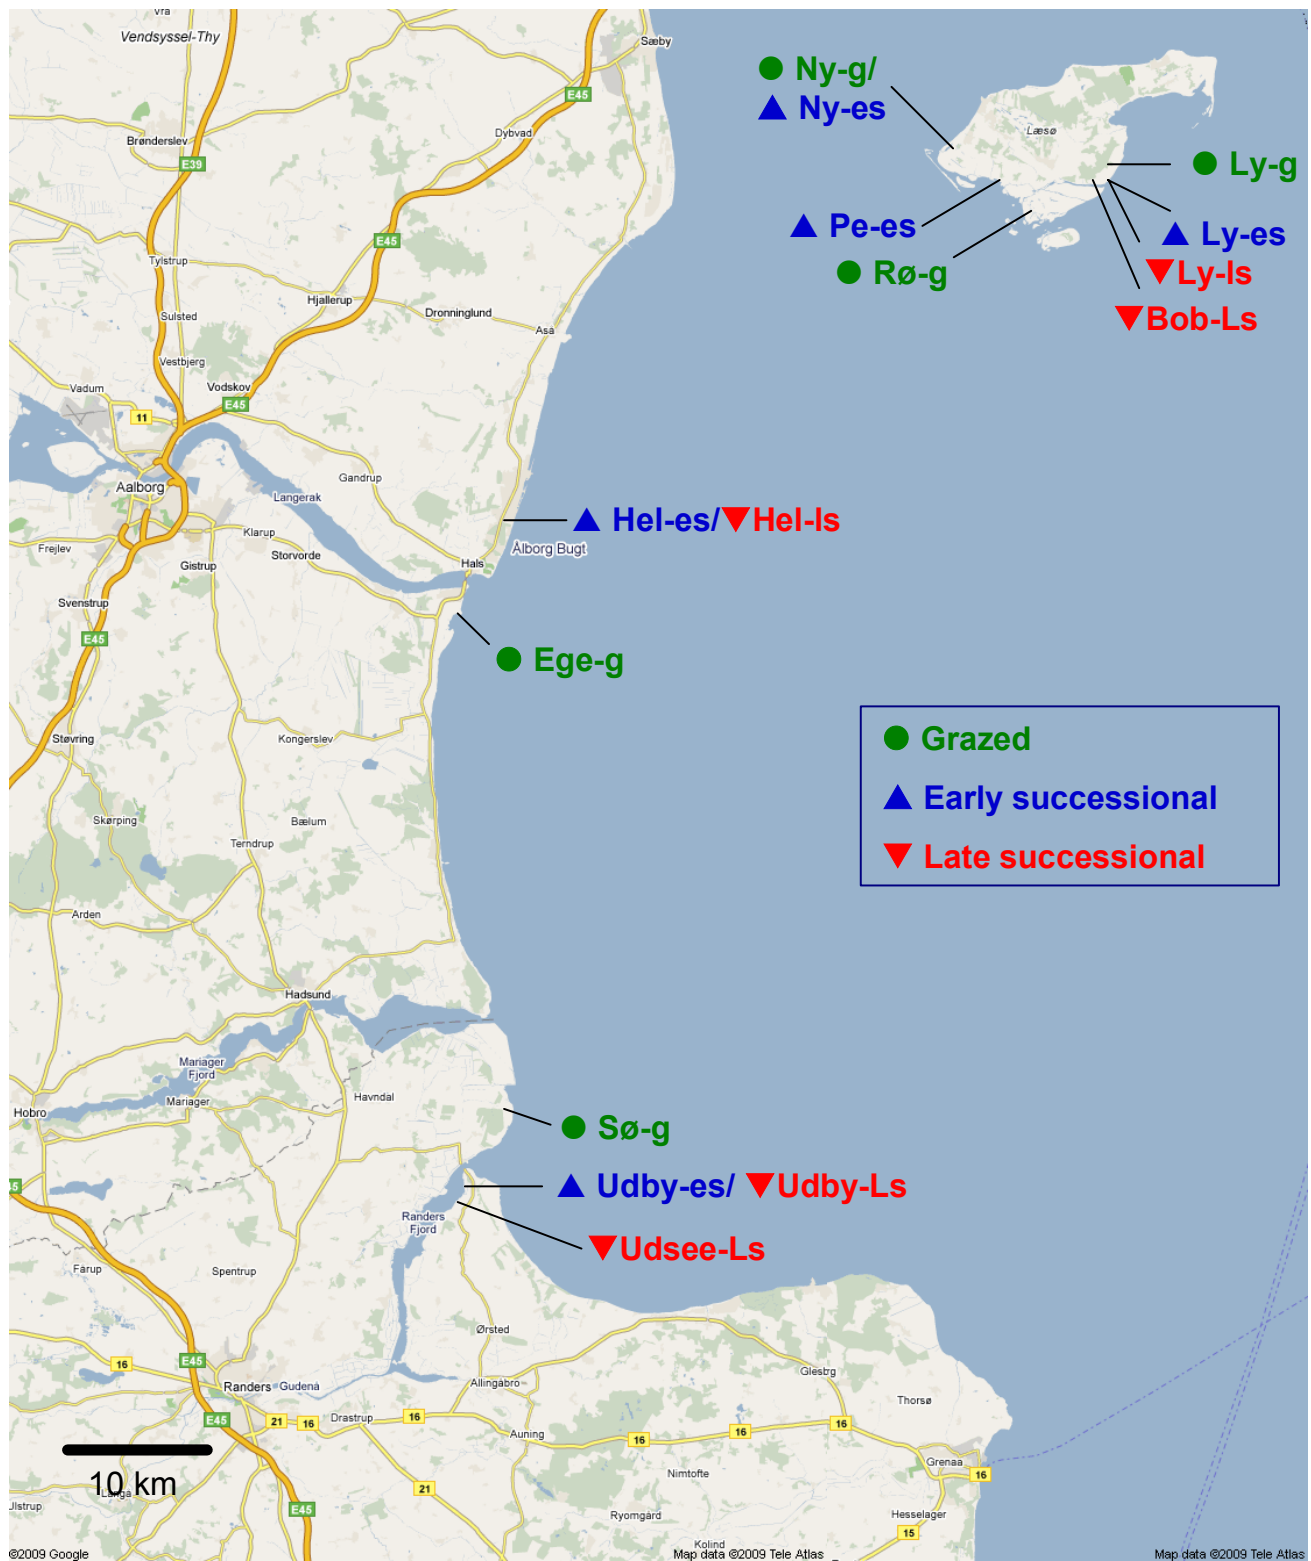 Vra
Vendsyssel-Thy
Sæby
Ny-g/
Ny-es
E45
Dybvad
Brønderslev
E39
Læsø
Ly-g
Pe-es
Ly-es
E45
Tylstrup
Rø-g
Ly-ls
Hjallerup
Dronninglund
Bob-Ls
Sulsted
Asa
Vestbjerg
Vadum
Vodskov
E45
11
Gandrup
Aalborg
Langerak
Hel-es/ Hel-ls
Klarup
Frejlev
Storvorde
Ålborg Bugt
Gistrup
Hals
Svenstrup
E45
Ege-g
Støvring
Kongerslev
Grazed
Early successional
Skørping
Bælum
Terndrup
Late successional
Arden
Hadsund
Mariager
Fjord
Mariager
Havndal
Hobro
Sø-g
45
Udby-es/ Udby-Ls
Randers
Fjord
Udsee-Ls
Farup
Spentrup
Ørsted
E45
16
Randers
Gudenå
Allingåbro
Glesbrg
Thorsø
E45
21
16
Drastrup
16
Auning
16
16
16
10 km
Langa
Nimtofte
Grenaa
16
21
Ulstrup
E45
Ryomgård
Hesselager
15
Kolind
©2009 Google
Map data ©2009 Tele Atlas
Map data ©2009 Tele Atlas